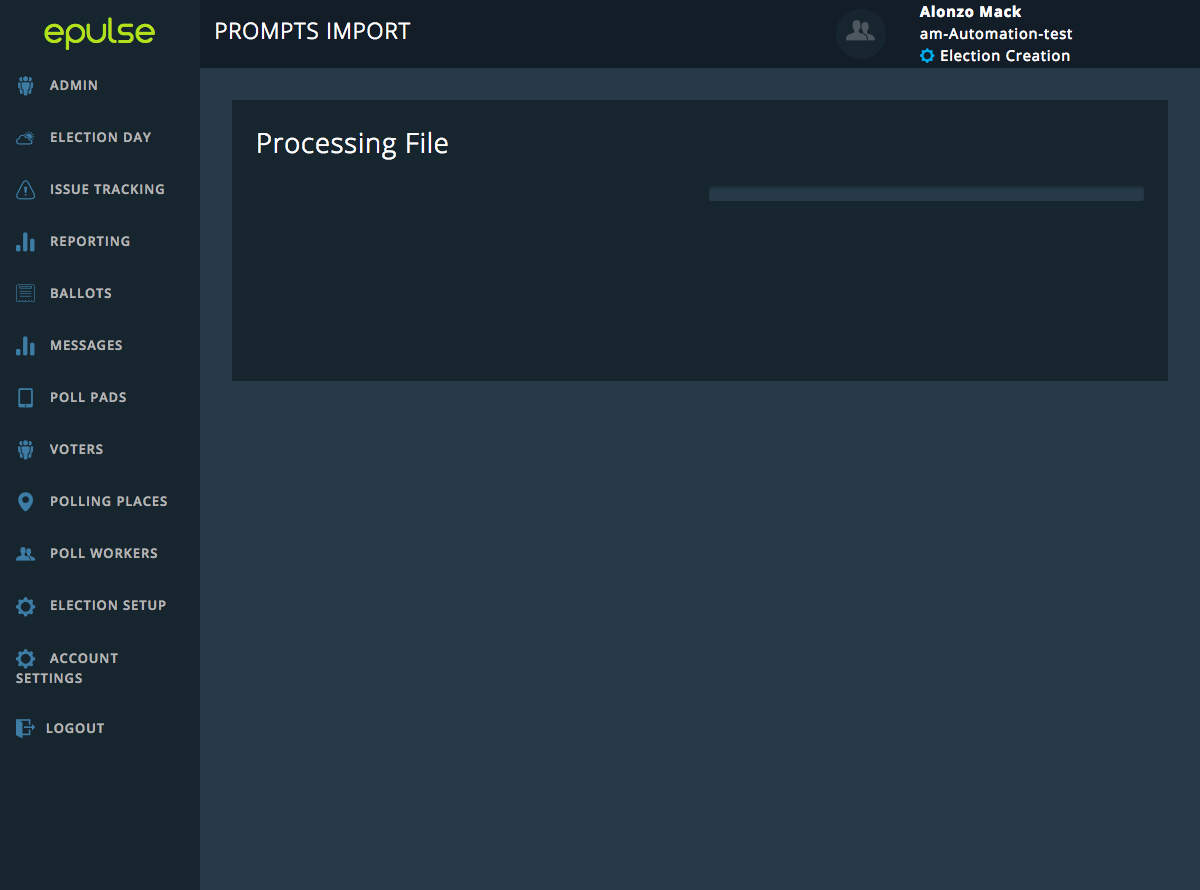 epulse
PROMPTS IMPORT
Alonzo Mack
am-Automation-test
Election Creation
ADMIN
ELECTION DAY
ISSUE TRACKING
REPORTING
BALLOTS
MESSAGES
POLL PADS
VOTERS
POLLING PLACES
POLL WORKERS
ELECTION SETUP
ACCOUNT
SETTINGS
LOGOUT
Processing File